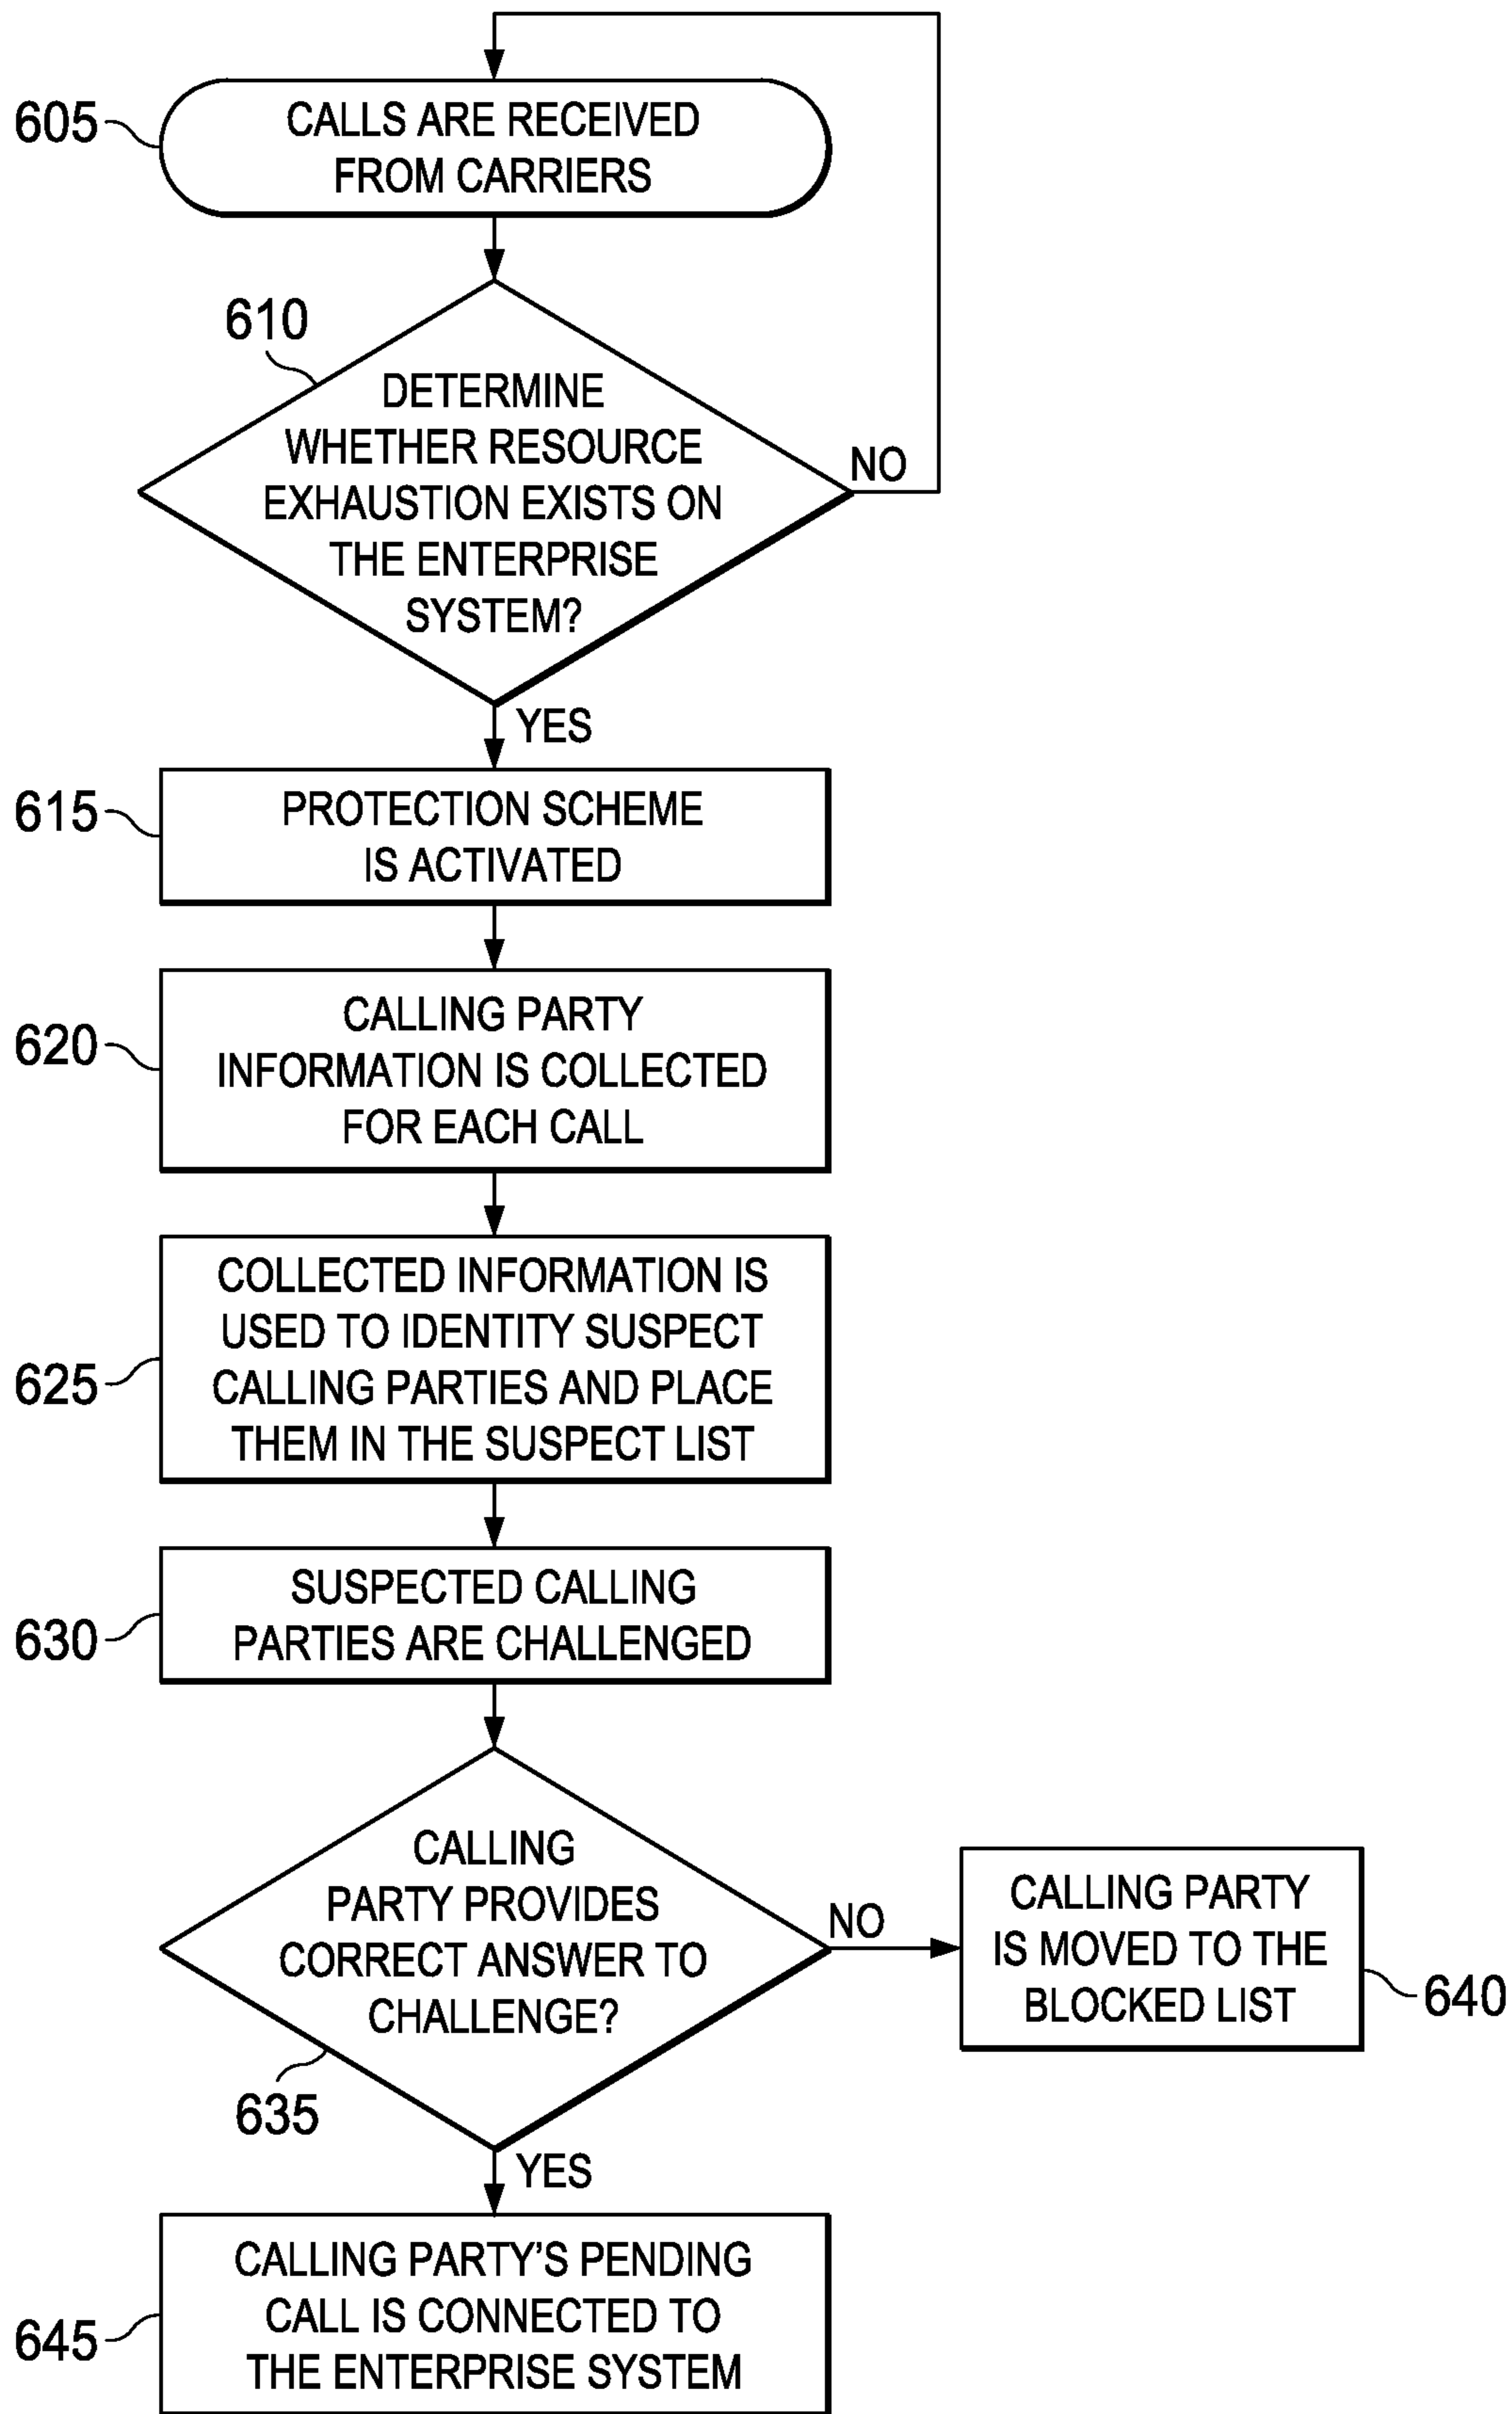 605
CALLS ARE RECEIVED
FROM CARRIERS
610
DETERMINE
WHETHER RESOURCE
EXHAUSTION EXISTS ON
THE ENTERPRISE
SYSTEM?
NO
YES
615
PROTECTION SCHEME
IS ACTIVATED
620
CALLING PARTY
INFORMATION IS COLLECTED
FOR EACH CALL
625
COLLECTED INFORMATION IS
USED TO IDENTITY SUSPECT
CALLING PARTIES AND PLACE
THEM IN THE SUSPECT LIST
630
SUSPECTED CALLING
PARTIES ARE CHALLENGED
CALLING
PARTY PROVIDES
CORRECT ANSWER TO
CHALLENGE?
635
NO
CALLING PARTY
IS MOVED TO THE
BLOCKED LIST
640
YES
645
CALLING PARTY'S PENDING
CALL IS CONNECTED TO
THE ENTERPRISE SYSTEM